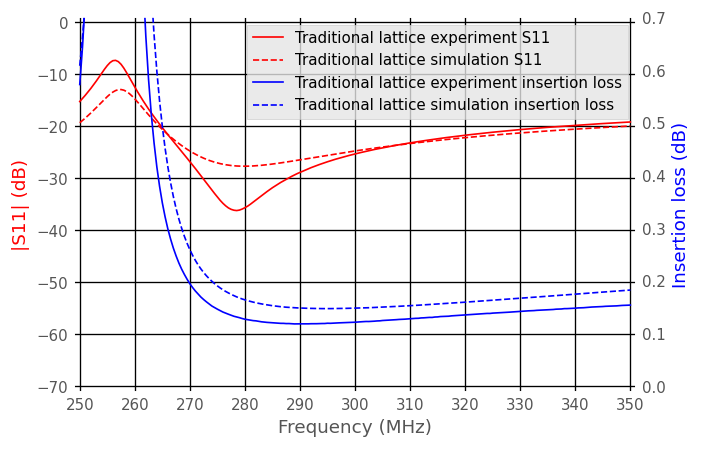 Traditional lattice experiment S11
Traditional lattice simulation S11
Traditional lattice experiment insertion loss
Traditional lattice simulation insertion loss
|S11| (dB)
0
−10
−20
−30
−40
−50
−60
−70
0.7
0.6
0.5
0.4
0.3
0.2
0.1
0.0
Insertion loss (dB)
250 260 270 280 290 300 310 320 330 340 350
Frequency (MHz)